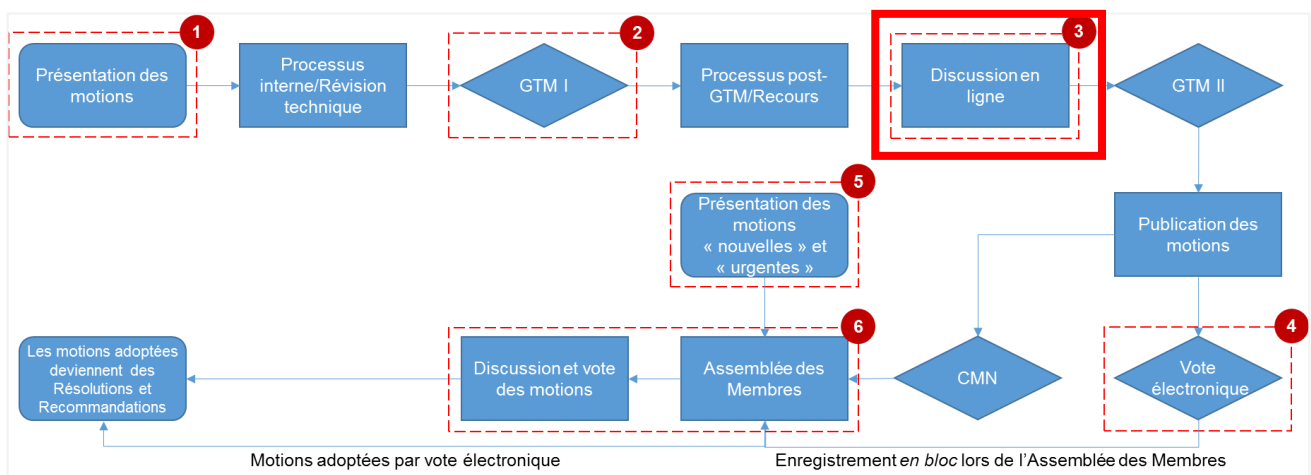 1
Présentation des
motions
Processus
interne/Révision
technique
2
GTM I
Processus post-
GTM/Recours
3
Discussion en
ligne
GTM II
5
Présentation des
motions
« nouvelles » et
« urgentes »
Publication des
motions
4
Vote
électronique
CMN
6
Assemblée des
Membres
Discussion et vote
des motions
Les motions adoptées
deviennent des
Résolutions et
Recommandations
Motions adoptées par vote électronique
Enregistrement en bloc lors de l'Assemblée des Membres